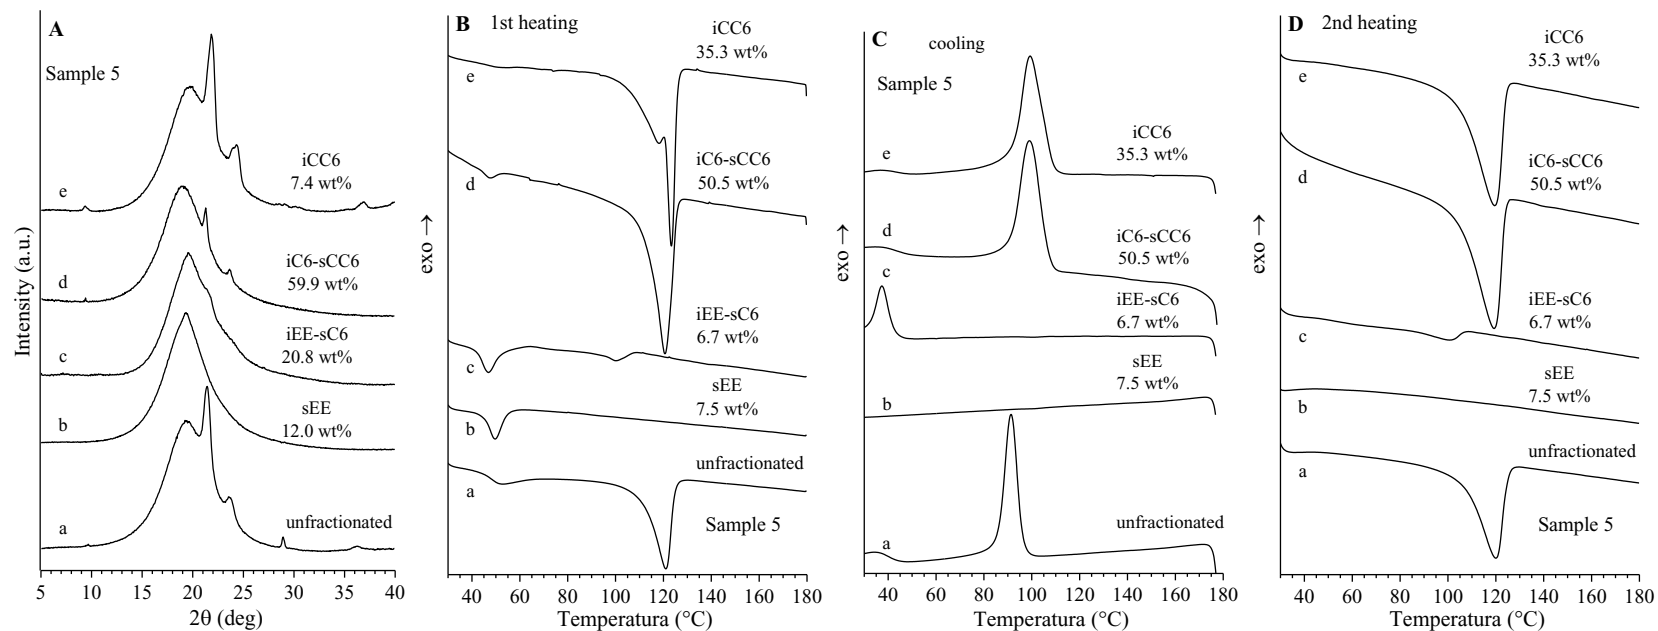 A
Sample 5
iCC6
7.4 wt%
e
iC6-sCC6
59.9 wt%
d
iEE-sC6
20.8 wt%
c
sEE
12.0 wt%
b
unfractionated
a
Intensity (a.u.)
5 10 15 20 25 30 35 40
2θ (deg)
B 1st heating
iCC6
35.3 wt%
e
iC6-sCC6
50.5 wt%
d
iEE-sC6
6.7 wt%
c
sEE
7.5 wt%
b
unfractionated
a
Sample 5
exo →
40 60 80 100 120 140 160 180
Temperatura (°C)
C cooling
Sample 5
iCC6
35.3 wt%
e
iC6-sCC6
50.5 wt%
d
iEE-sC6
6.7 wt%
c
sEE
7.5 wt%
b
unfractionated
a
exo →
40 60 80 100 120 140 160 180
Temperatura (°C)
D 2nd heating
iCC6
35.3 wt%
e
iC6-sCC6
50.5 wt%
d
iEE-sC6
6.7 wt%
c
sEE
7.5 wt%
b
unfractionated
a
Sample 5
exo →
40 60 80 100 120 140 160 180
Temperatura (°C)